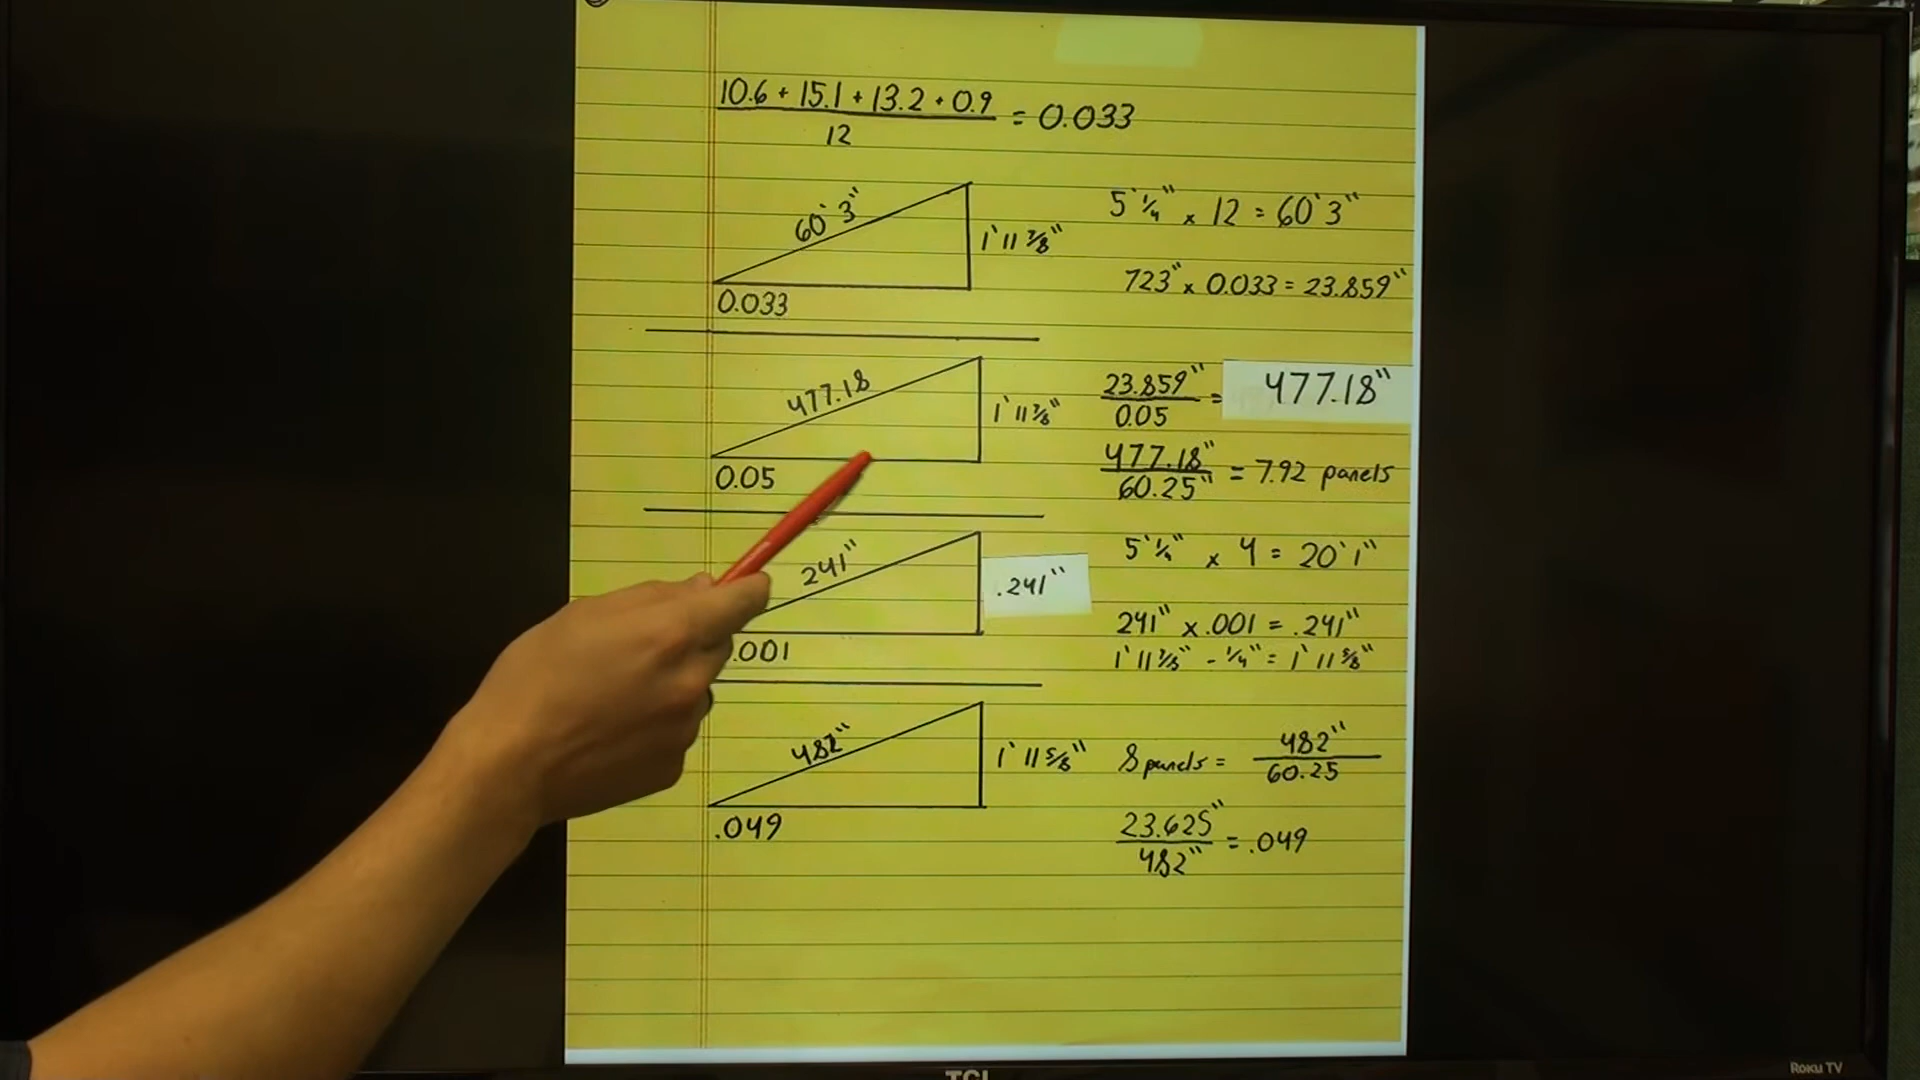 10.6 + 15.1 + 13.2 + 0.9
12
= 0.033
60' 3"
1' 11 7/8"
0.033
5' 1/4" x 12 = 60' 3"
723" x 0.033 = 23.859"
477.18
1' 11 7/8"
0.05
23.859"
0.05
= 477.18"
477.18"
60.25"
= 7.92 panels
241"
.241"
.001
5' 1/4" x 4 = 20' 1"
241" x .001 = .241"
1' 11 7/8" - 1/4" = 1' 11 5/8"
482"
1' 11 5/8"
.049
8 panels = 482"
60.25
23.625"
482"
= .049
TCL
Roku TV